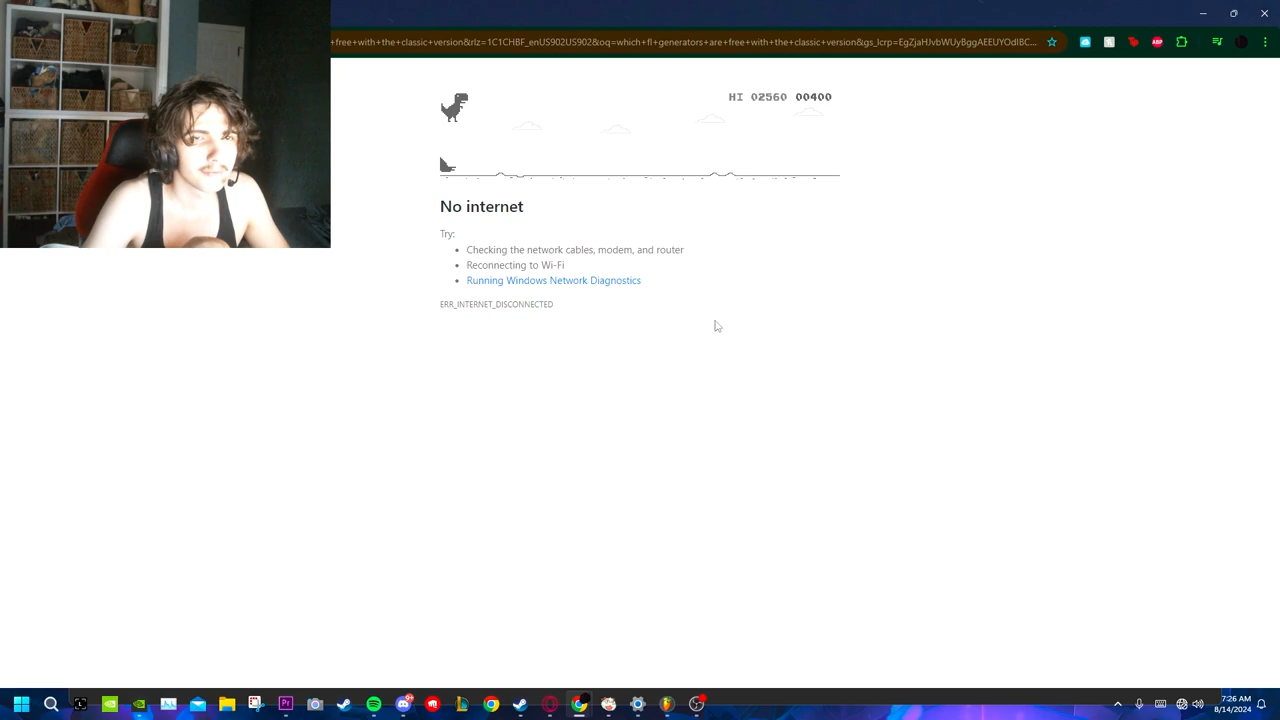 free+with+the+classic+version&rlz=1C1CHBF_enUS902US902&oq=which+fl+generators+are+free+with+the+classic+version&gs_lcrp=EgZjaHJvbWUyBggAEEUYOdIBC...
HI 02560 00400
No internet
Try:
• Checking the network cables, modem, and router
• Reconnecting to Wi-Fi
• Running Windows Network Diagnostics
ERR_INTERNET_DISCONNECTED
7:26 AM
8/14/2024